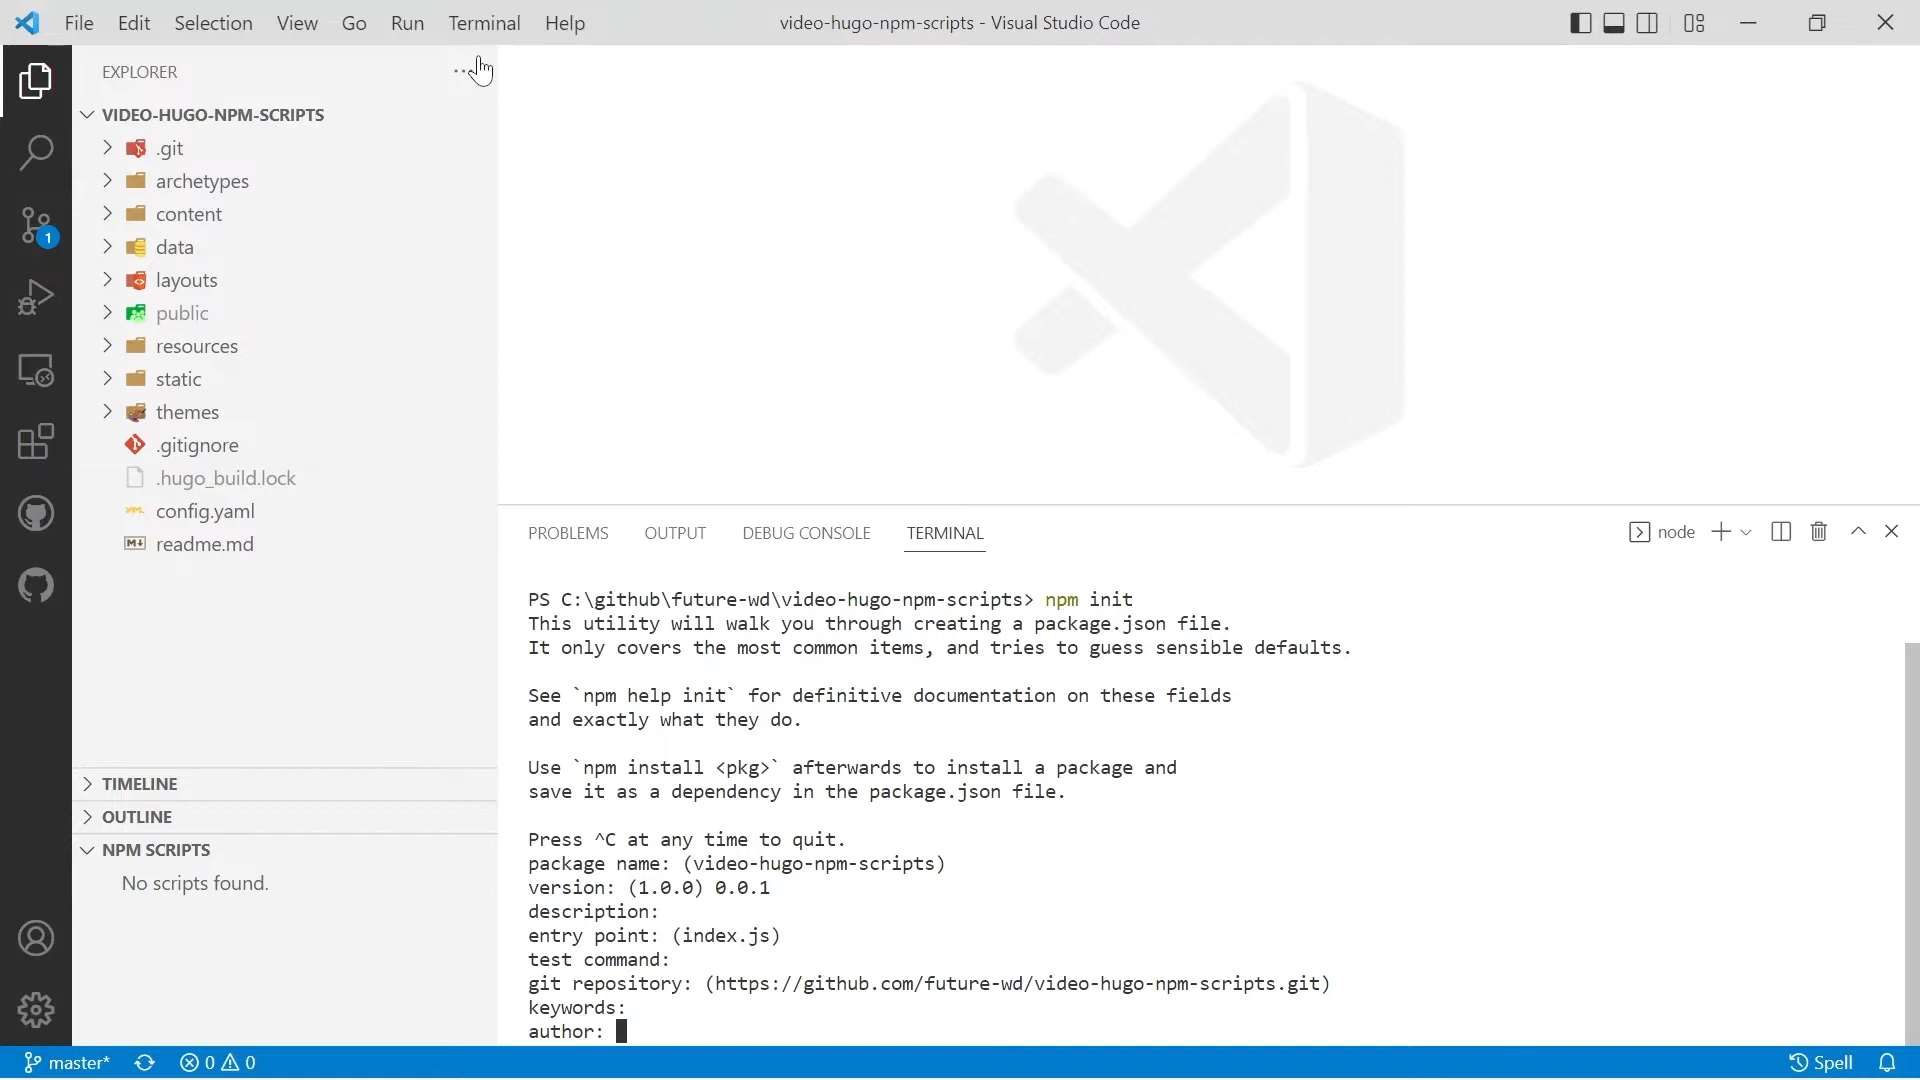 File Edit Selection View Go Run Terminal Help
video-hugo-npm-scripts - Visual Studio Code
EXPLORER
VIDEO-HUGO-NPM-SCRIPTS
.git
archetypes
content
1
data
layouts
public
resources
static
themes
.gitignore
.hugo_build.lock
config.yaml
readme.md
TIMELINE
OUTLINE
NPM SCRIPTS
No scripts found.
PROBLEMS OUTPUT DEBUG CONSOLE TERMINAL
node
PS C:\github\future-wd\video-hugo-npm-scripts> npm init
This utility will walk you through creating a package.json file.
It only covers the most common items, and tries to guess sensible defaults.
See `npm help init` for definitive documentation on these fields
and exactly what they do.
Use `npm install <pkg>` afterwards to install a package and
save it as a dependency in the package.json file.
Press ^C at any time to quit.
package name: (video-hugo-npm-scripts)
version: (1.0.0) 0.0.1
description:
entry point: (index.js)
test command:
git repository: (https://github.com/future-wd/video-hugo-npm-scripts.git)
keywords:
author:
master* 0 0
Spell